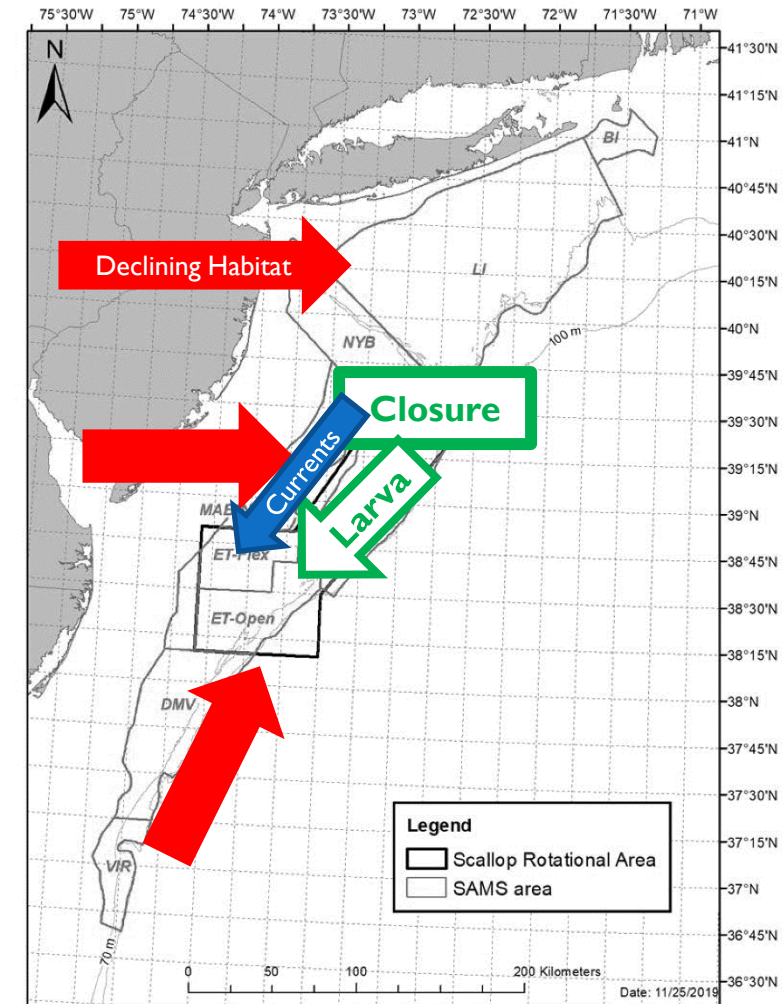 75°30'W 75°W 74°30'W 74°W 73°30'W 73°W 72°30'W 72°W 71°30'W 71°W
N
41°30'N
41°15'N
BI
41°N
40°45'N
40°30'N
Declining Habitat
LI
40°15'N
40°N
100 m
NYB
39°45'N
Closure
39°30'N
Currents
39°15'N
Larva
39°N
ET-Flex
38°45'N
38°30'N
ET-Open
38°15'N
DMV
38°N
37°45'N
37°30'N
Legend
37°15'N
Scallop Rotational Area
VIR
SAMS area
37°N
36°45'N
70 m
0 50 100 200 Kilometers
36°30'N
Date: 11/25/2019